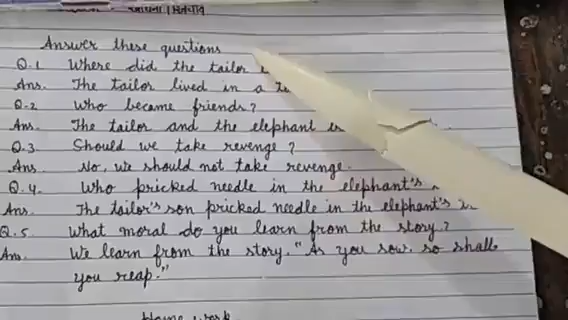 Answer these questions
Q.1 Where did the tailor
Ans. The tailor lived in a
Q.2 Who became friends?
Ans. The tailor and the elephant
Q.3 Should we take revenge?
Ans. No, we should not take revenge.
Q.4. Who pricked needle in the elephant's
Ans. The tailor's son pricked needle in the elephant's
Q.5 What moral do you learn from the story?
Ans. We learn from the story, "As you sow, so shall
you reap."
Home work